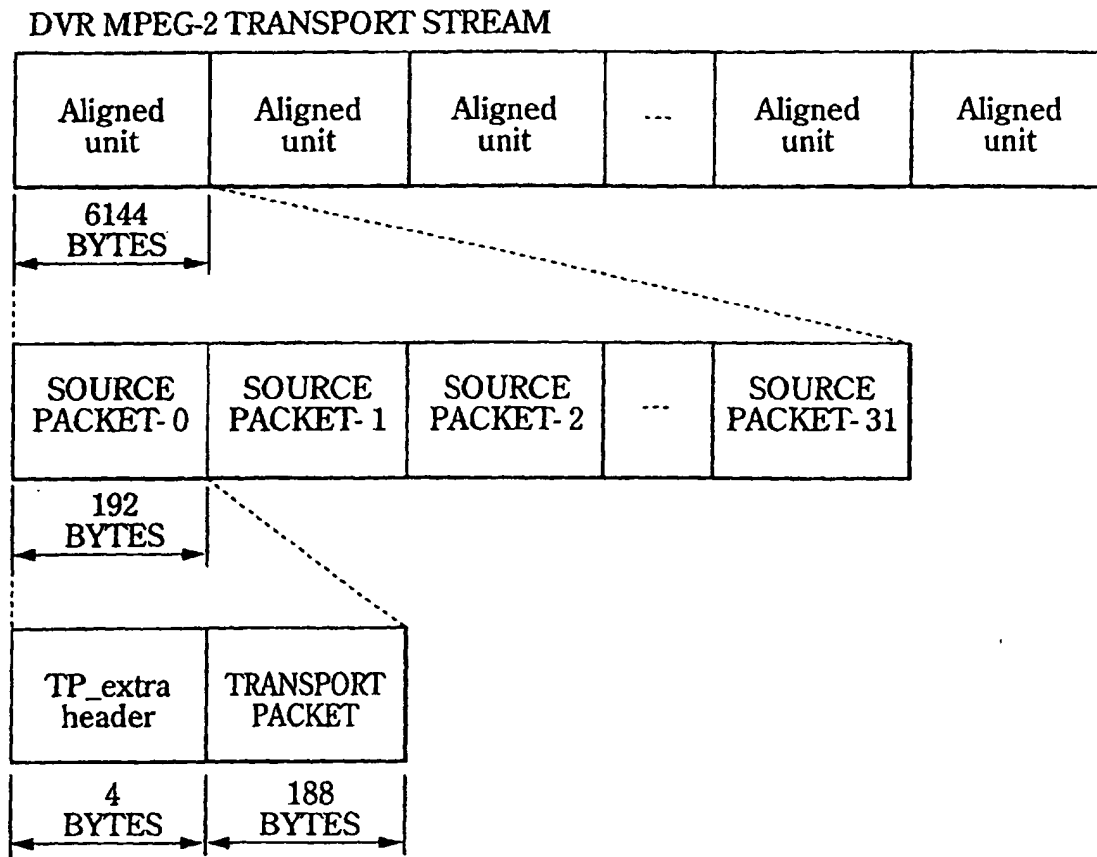 DVR MPEG-2 TRANSPORT STREAM
Aligned unit
Aligned unit
Aligned unit
...
Aligned unit
Aligned unit
6144 BYTES
SOURCE PACKET-0
SOURCE PACKET-1
SOURCE PACKET-2
...
SOURCE PACKET-31
192 BYTES
TP_extra header
TRANSPORT PACKET
4 BYTES
188 BYTES